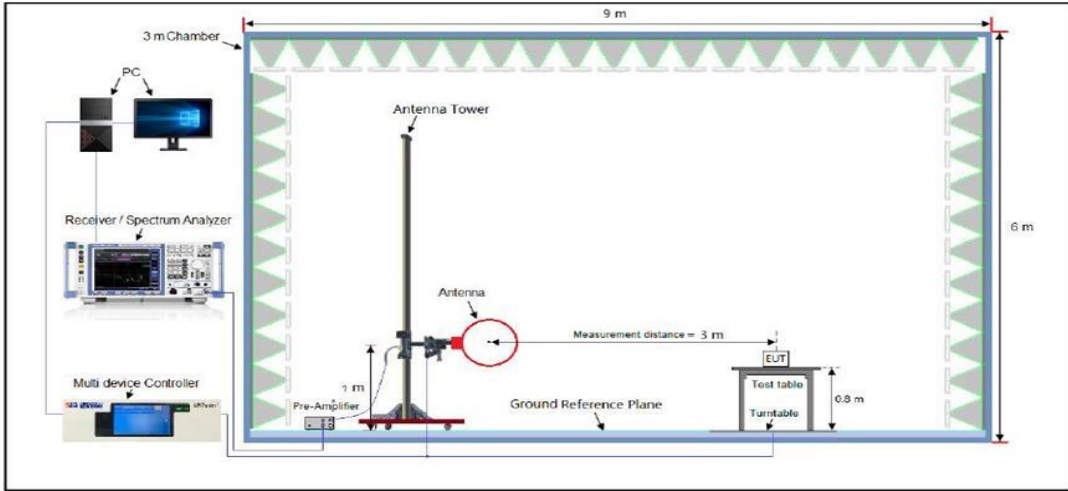 9 m
3 m Chamber
PC
Antenna Tower
Receiver / Spectrum Analyzer
6 m
Antenna
Measurement distance = 3 m
EUT
Multi device Controller
1 m
Test table
0.8 m
Pre-Amplifier
Ground Reference Plane
Turntable